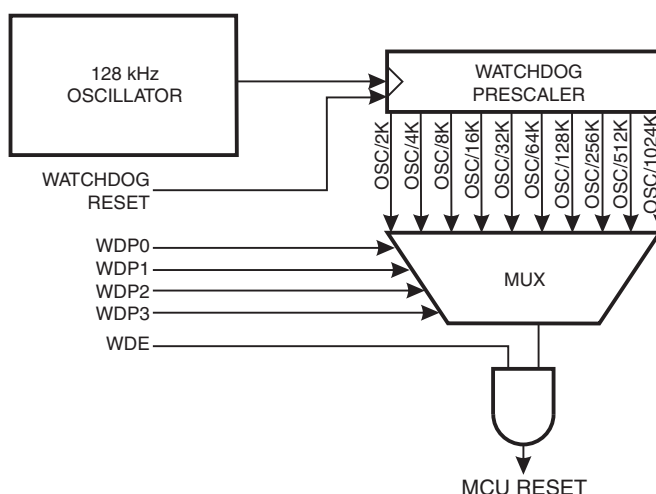 128 kHz
OSCILLATOR
WATCHDOG
PRESCALER
OSC/2K
OSC/4K
OSC/8K
OSC/16K
OSC/32K
OSC/64K
OSC/128K
OSC/256K
OSC/512K
OSC/1024K
WATCHDOG
RESET
WDP0
WDP1
WDP2
WDP3
MUX
WDE
MCU RESET